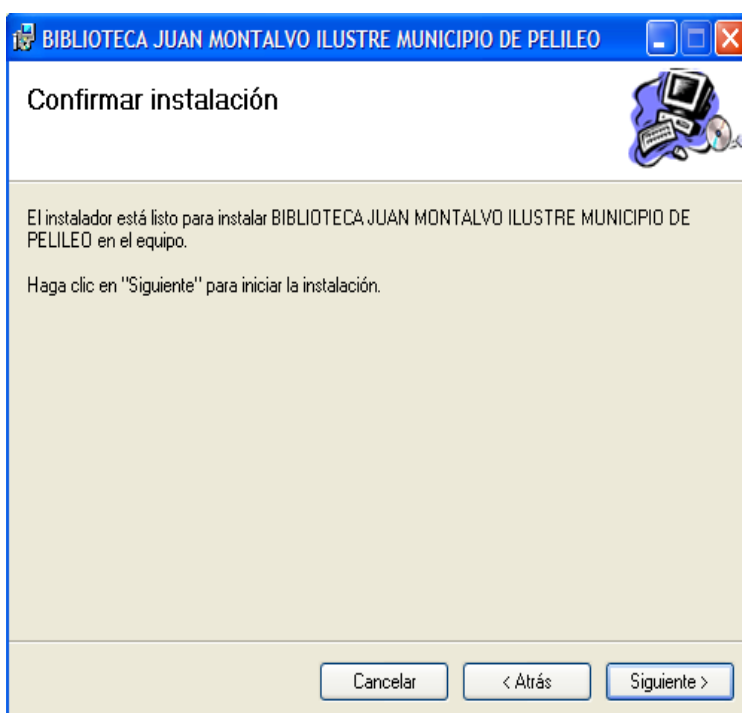 BIBLIOTECA JUAN MONTALVO ILUSTRE MUNICIPIO DE PELILEO
Confirmar instalación
El instalador está listo para instalar BIBLIOTECA JUAN MONTALVO ILUSTRE MUNICIPIO DE
PELILEO en el equipo.
Haga clic en "Siguiente" para iniciar la instalación.
Cancelar < Atrás Siguiente >